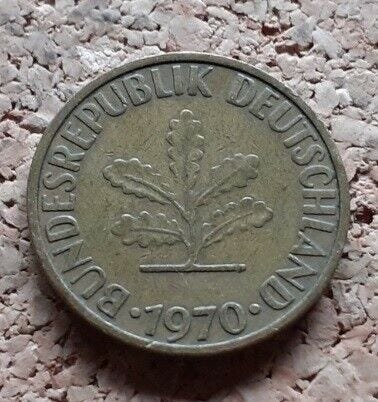 BUNDESREPUBLIK DEUTSCHLAND
· 1970 ·